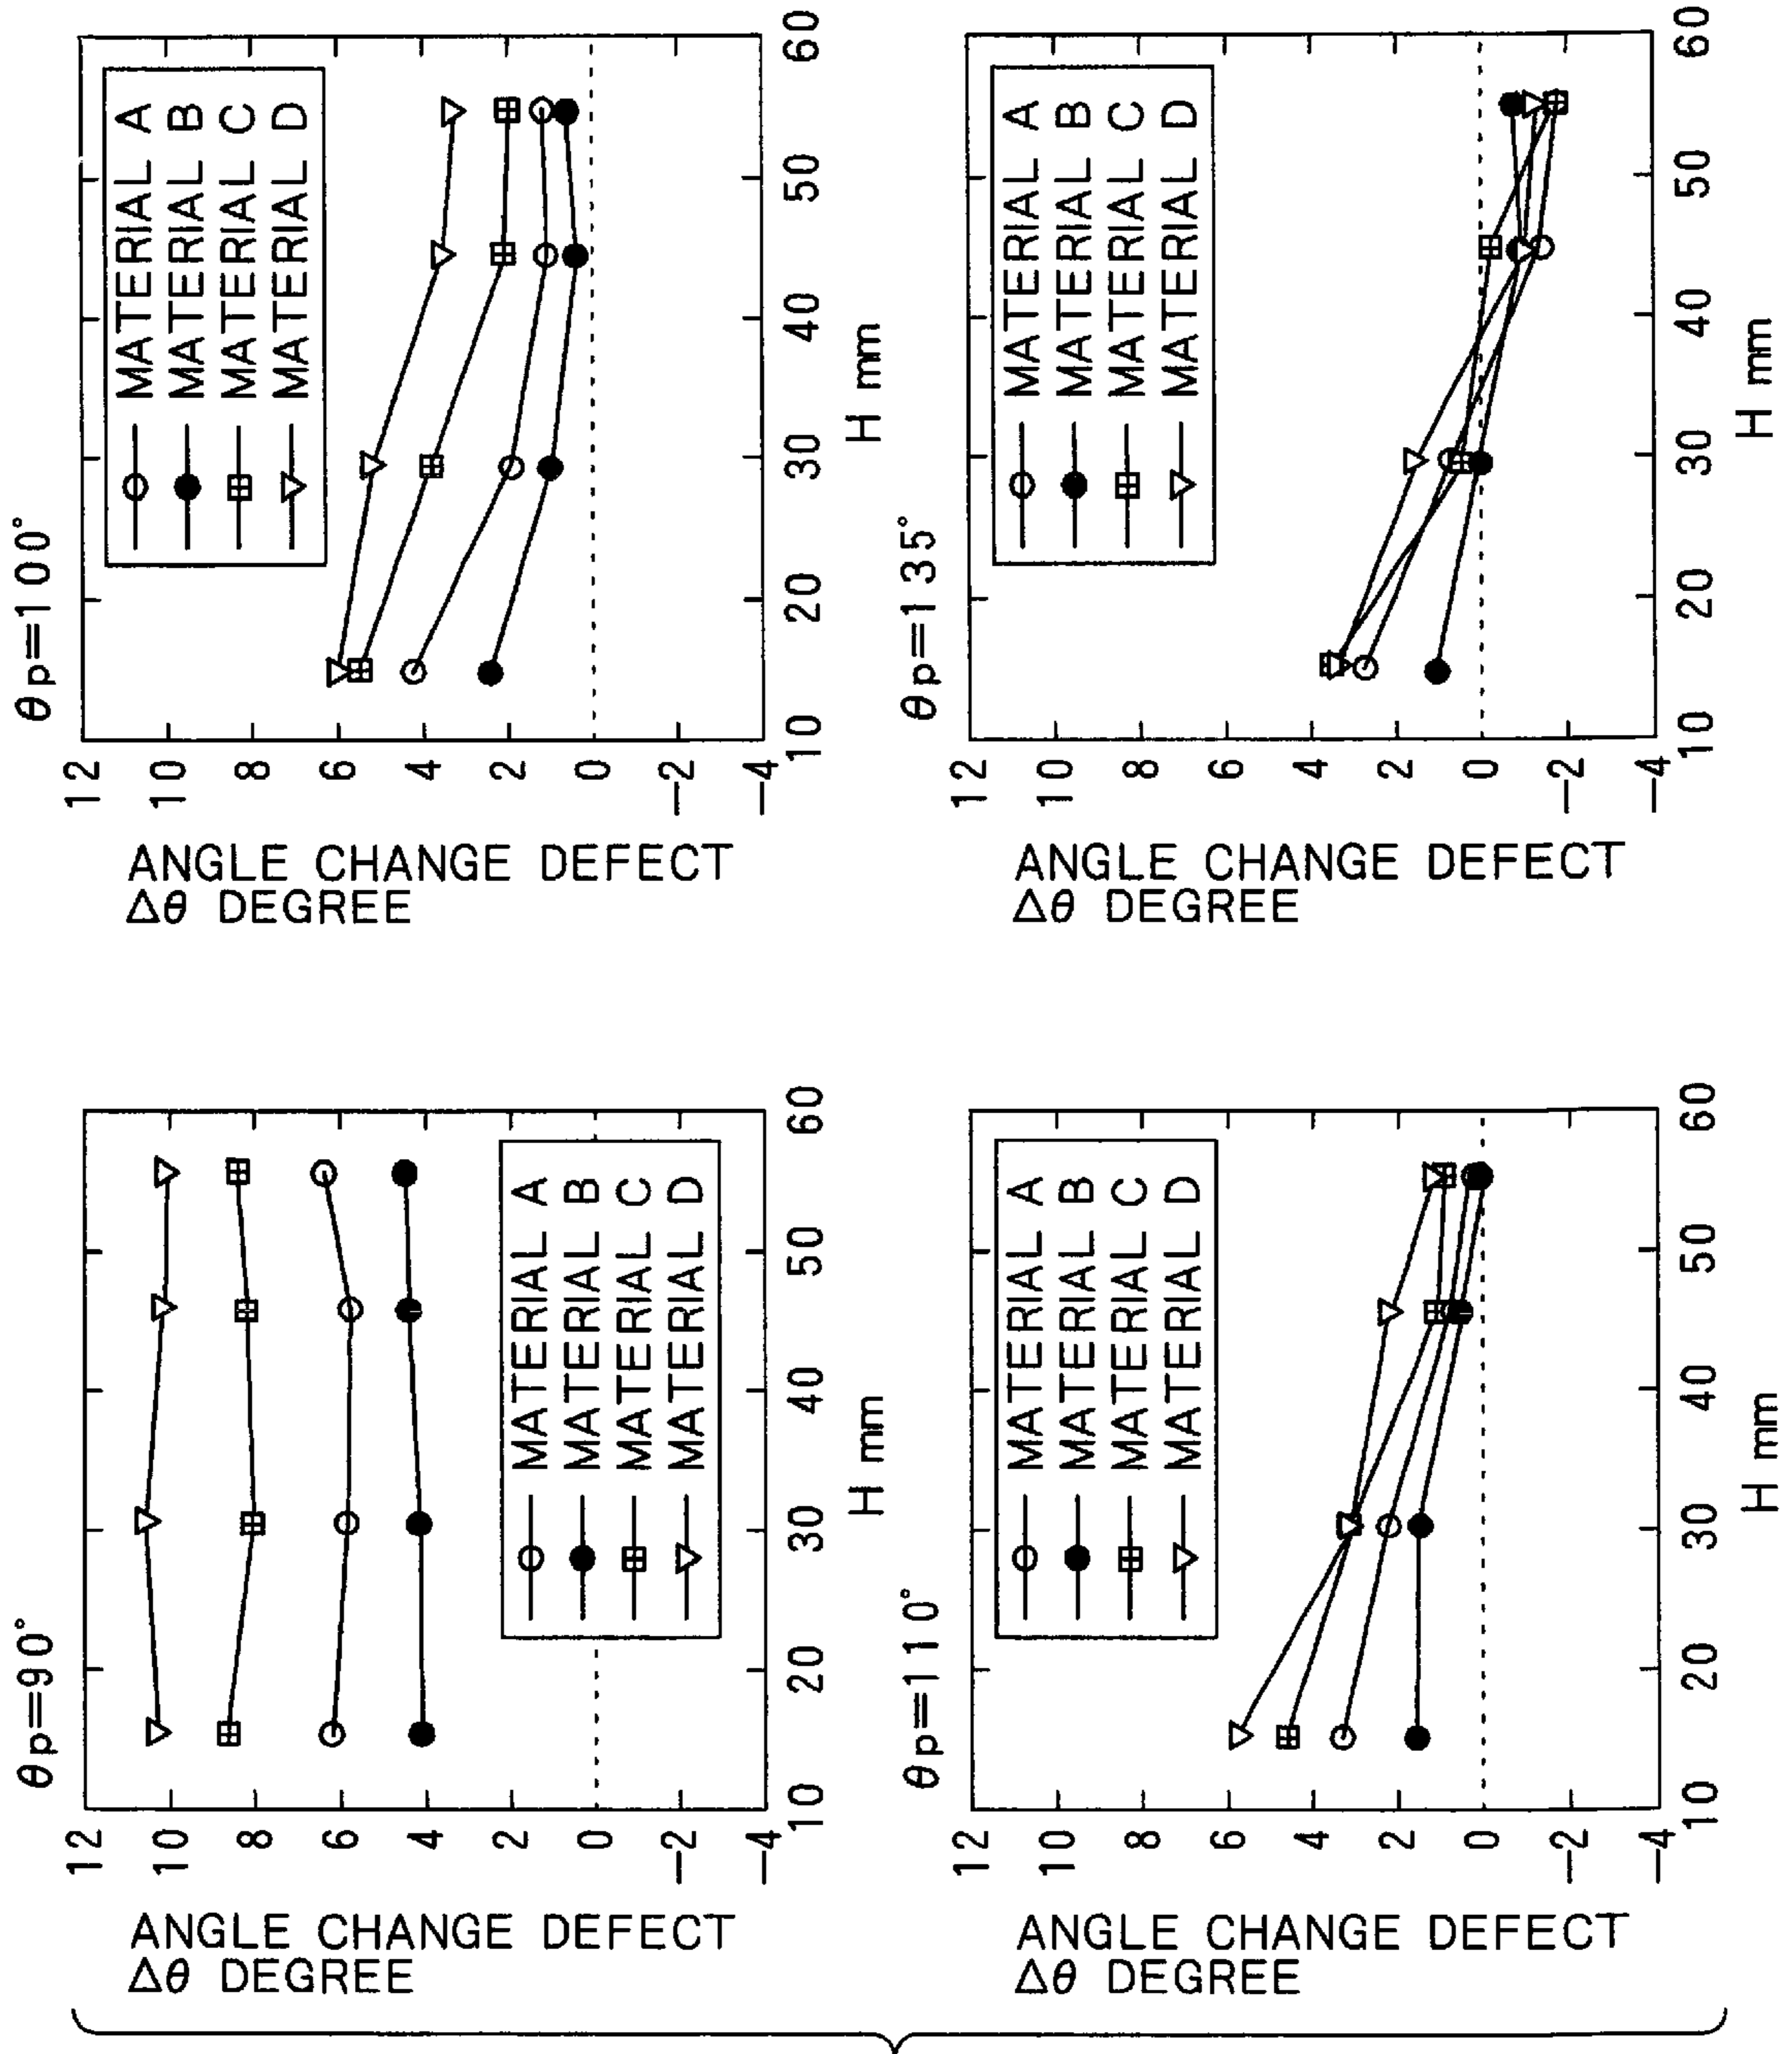 θp=90°
12
10
8
6
4
2
0
−2
−4
ANGLE CHANGE DEFECT
Δθ DEGREE
MATERIAL A
MATERIAL B
MATERIAL C
MATERIAL D
10 20 30 40 50 60
H mm
θp=100°
12
10
8
6
4
2
0
−2
−4
ANGLE CHANGE DEFECT
Δθ DEGREE
MATERIAL A
MATERIAL B
MATERIAL C
MATERIAL D
10 20 30 40 50 60
H mm
θp=110°
12
10
8
6
4
2
0
−2
−4
ANGLE CHANGE DEFECT
Δθ DEGREE
MATERIAL A
MATERIAL B
MATERIAL C
MATERIAL D
10 20 30 40 50 60
H mm
θp=135°
12
10
8
6
4
2
0
−2
−4
ANGLE CHANGE DEFECT
Δθ DEGREE
MATERIAL A
MATERIAL B
MATERIAL C
MATERIAL D
10 20 30 40 50 60
H mm